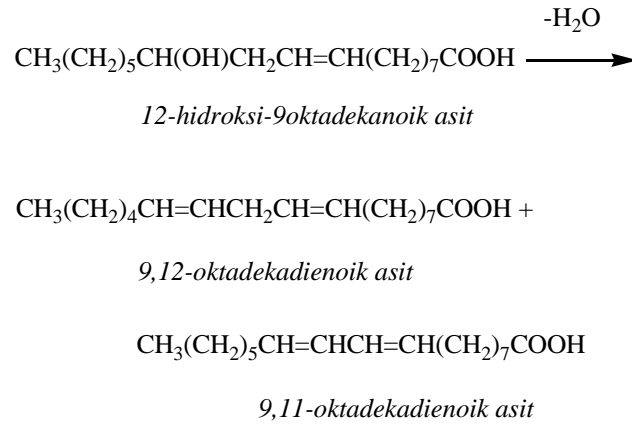 -H₂O
CH₃(CH₂)₅CH(OH)CH₂CH=CH(CH₂)₇COOH
12-hidroksi-9oktadekanoik asit
CH₃(CH₂)₄CH=CHCH₂CH=CH(CH₂)₇COOH +
9,12-oktadekadienoik asit
CH₃(CH₂)₅CH=CHCH=CH(CH₂)₇COOH
9,11-oktadekadienoik asit